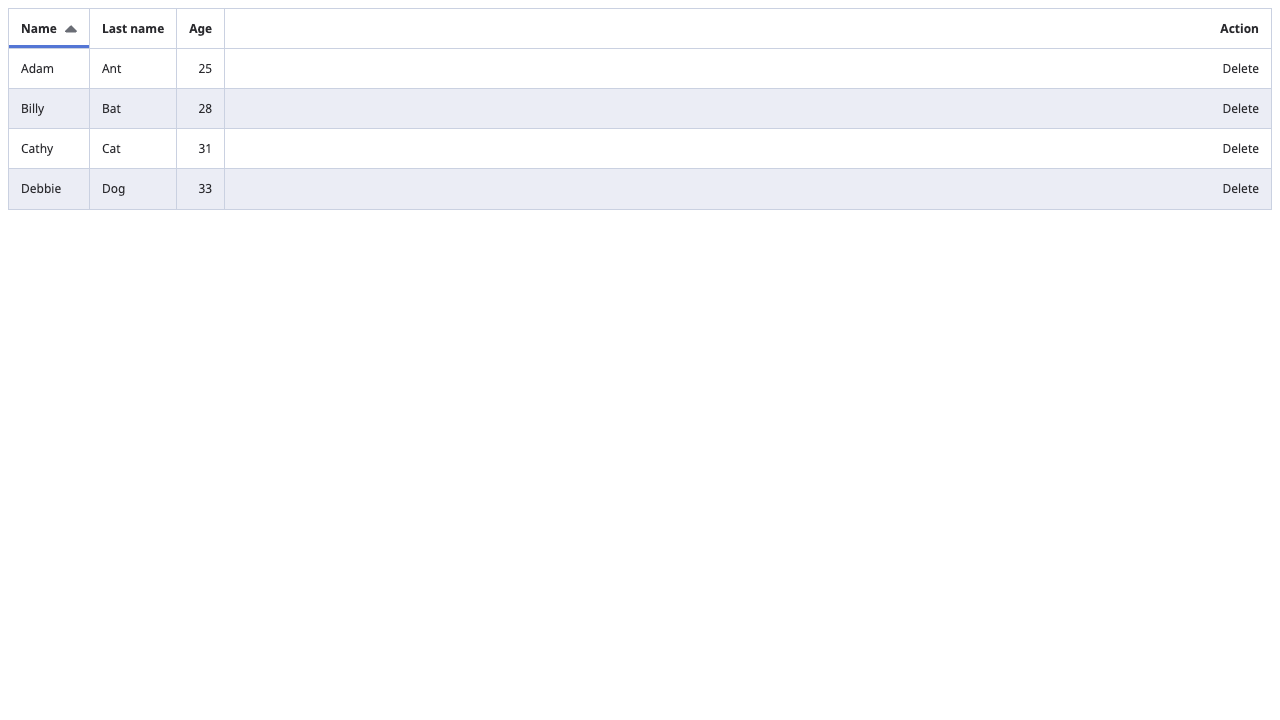 Name Last name Age Action
Adam Ant 25 Delete
Billy Bat 28 Delete
Cathy Cat 31 Delete
Debbie Dog 33 Delete